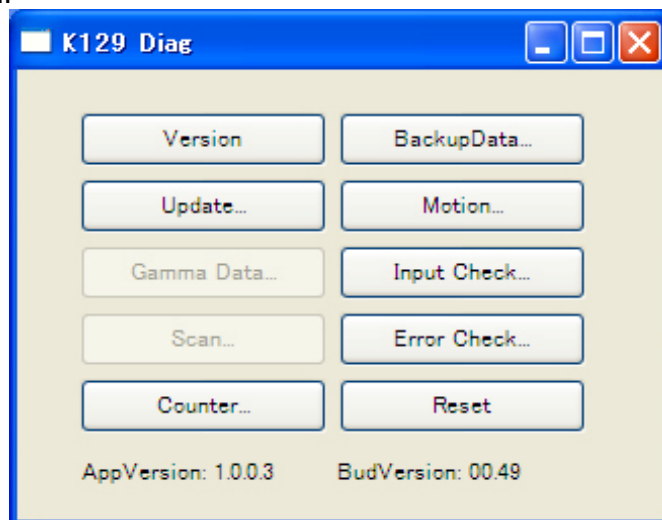 K129 Diag
Version
BackupData...
Update...
Motion...
Gamma Data...
Input Check...
Scan...
Error Check...
Counter...
Reset
AppVersion: 1.0.0.3
BudVersion: 00.49